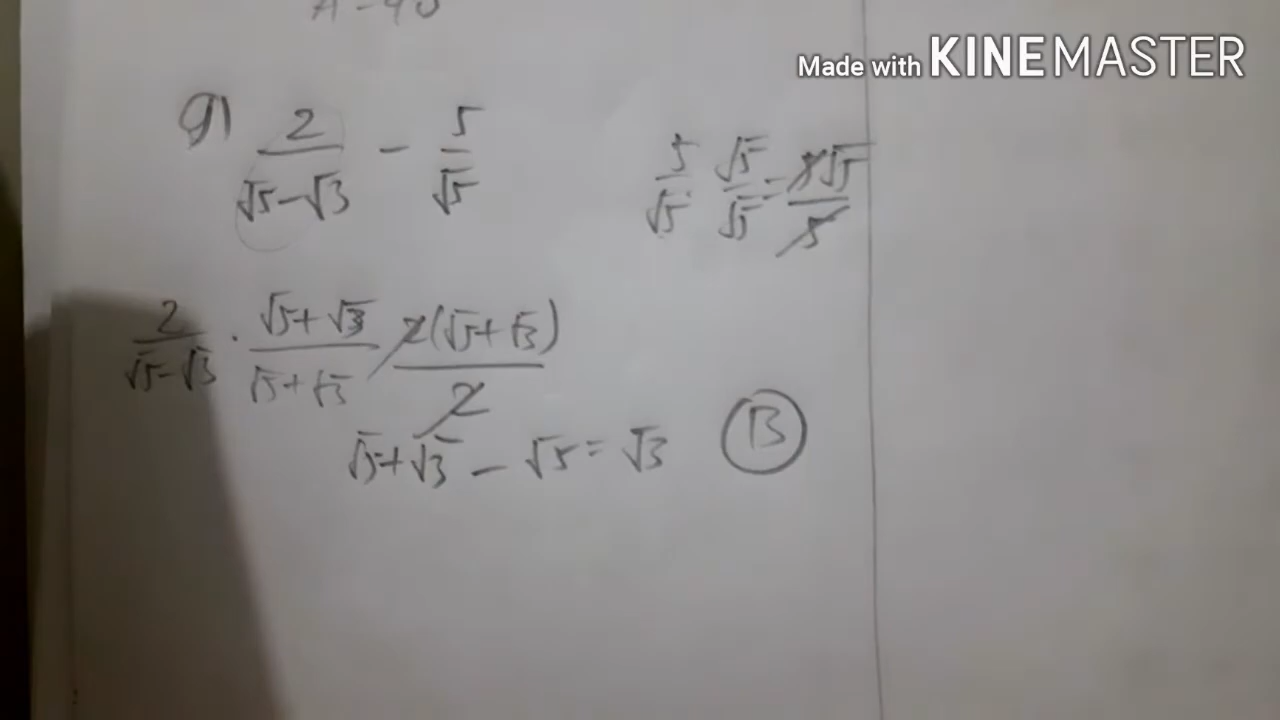 Made with KINEMASTER
9) 2/(√5-√3) - 5/√5
5/√5 √5/√5 = 5√5/5
2/(√5-√3) · (√5+√3)/(√5+√3) 2(√5+√3)/2
√5+√3 - √5 = √3 B